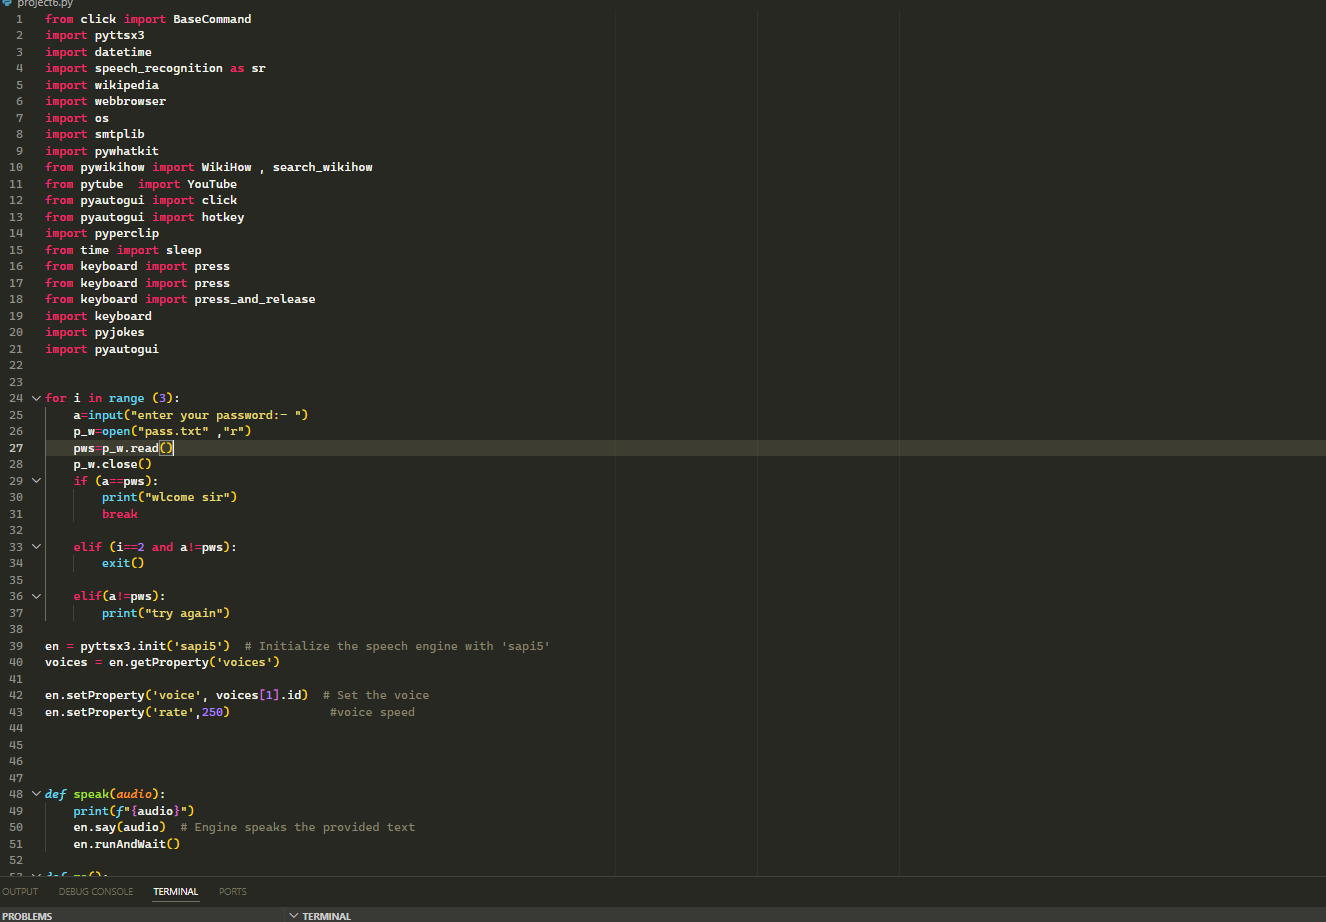 project6.py
1 from click import BaseCommand
2 import pyttsx3
3 import datetime
4 import speech_recognition as sr
5 import wikipedia
6 import webbrowser
7 import os
8 import smtplib
9 import pywhatkit
10 from pywikihow import WikiHow , search_wikihow
11 from pytube  import YouTube
12 from pyautogui import click
13 from pyautogui import hotkey
14 import pyperclip
15 from time import sleep
16 from keyboard import press
17 from keyboard import press
18 from keyboard import press_and_release
19 import keyboard
20 import pyjokes
21 import pyautogui
22
23
24 for i in range (3):
25     a=input("enter your password:- ")
26     p_w=open("pass.txt" ,"r")
27     pws=p_w.read()
28     p_w.close()
29     if (a==pws):
30         print("wlcome sir")
31         break
32
33     elif (i==2 and a!=pws):
34         exit()
35
36     elif(a!=pws):
37         print("try again")
38
39 en = pyttsx3.init('sapi5')  # Initialize the speech engine with 'sapi5'
40 voices = en.getProperty('voices')
41
42 en.setProperty('voice', voices[1].id)  # Set the voice
43 en.setProperty('rate',250)              #voice speed
44
45
46
47
48 def speak(audio):
49     print(f"{audio}")
50     en.say(audio)  # Engine speaks the provided text
51     en.runAndWait()
52
OUTPUT DEBUG CONSOLE TERMINAL PORTS
PROBLEMS TERMINAL